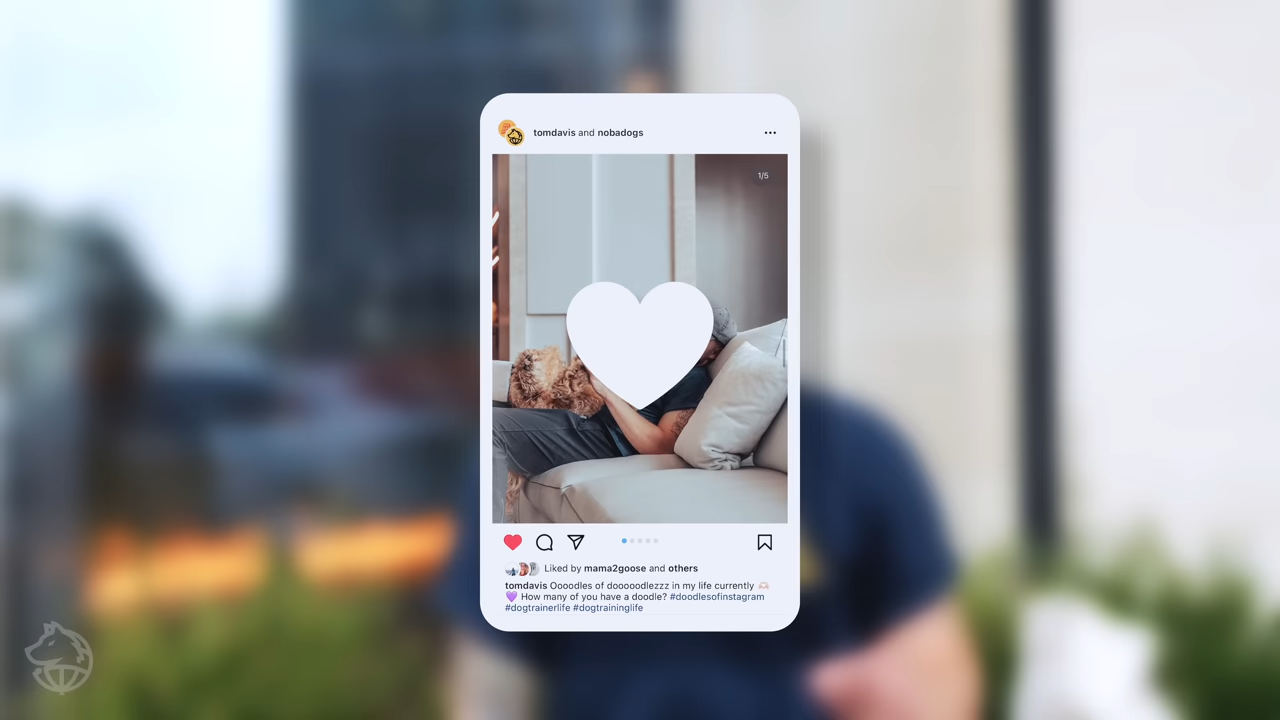 tomdavis and nobadogs
1/5
Liked by mama2goose and others
tomdavis Oooodles of dooooodlezzz in my life currently 🫶🏻
💜 How many of you have a doodle? #doodlesofinstagram
#dogtrainerlife #dogtraininglife